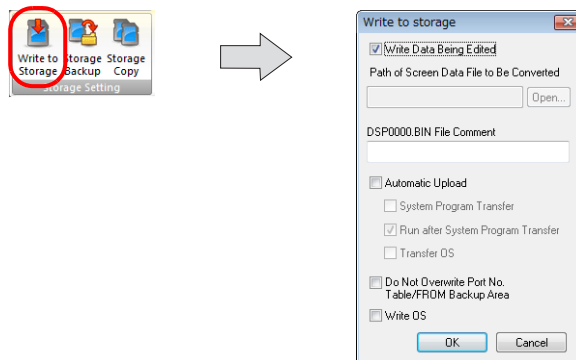 Write to Storage Storage
Storage Backup Copy
Storage Setting
Write to storage
Write Data Being Edited
Path of Screen Data File to Be Converted
Open...
DSP0000.BIN File Comment
Automatic Upload
System Program Transfer
Run after System Program Transfer
Transfer OS
Do Not Overwrite Port No.
Table/FROM Backup Area
Write OS
OK Cancel